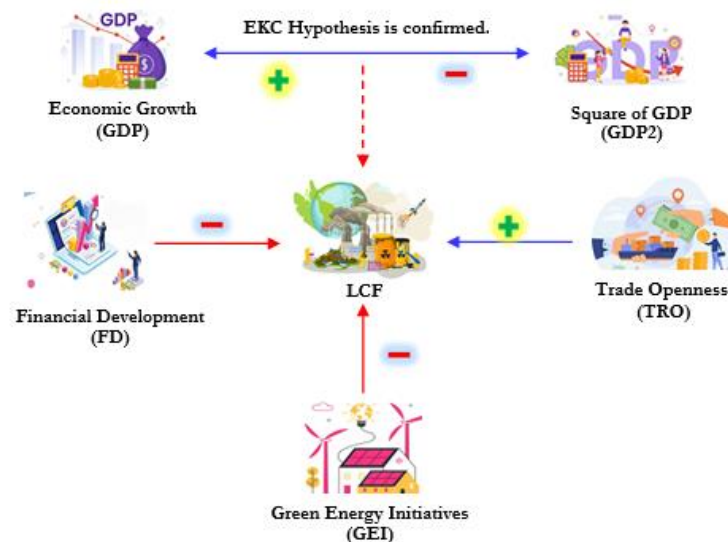 GDP
EKC Hypothesis is confirmed.
GDP
+
−
Economic Growth
(GDP)
Square of GDP
(GDP2)
−
+
LCF
Financial Development
(FD)
Trade Openness
(TRO)
−
Green Energy Initiatives
(GEI)